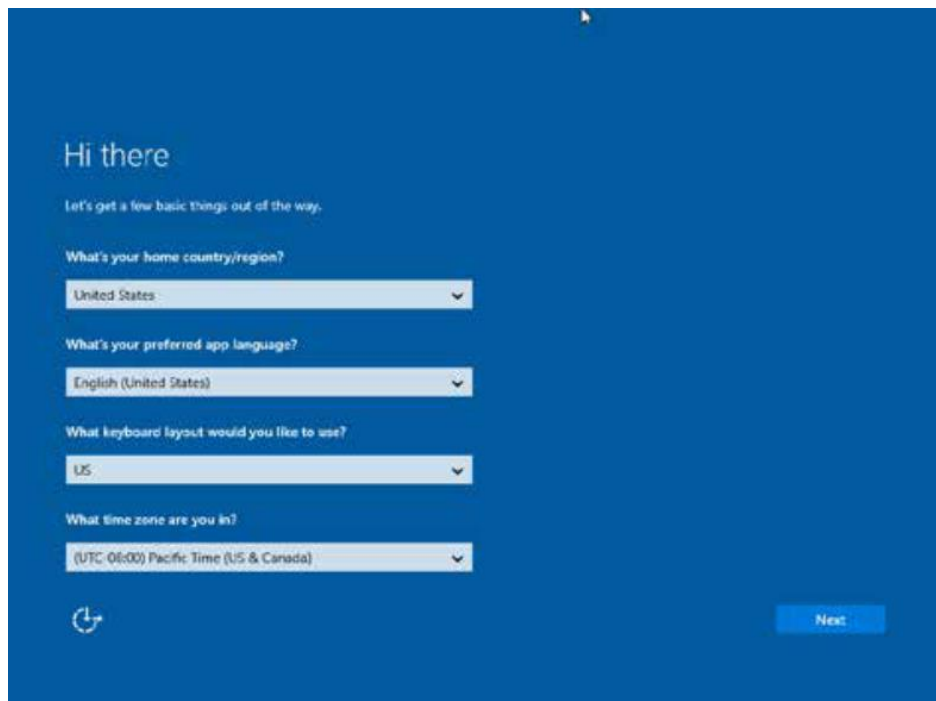 Hi there
Let's get a few basic things out of the way.
What's your home country/region?
United States
What's your preferred app language?
English (United States)
What keyboard layout would you like to use?
US
What time zone are you in?
(UTC-08:00) Pacific Time (US & Canada)
Next